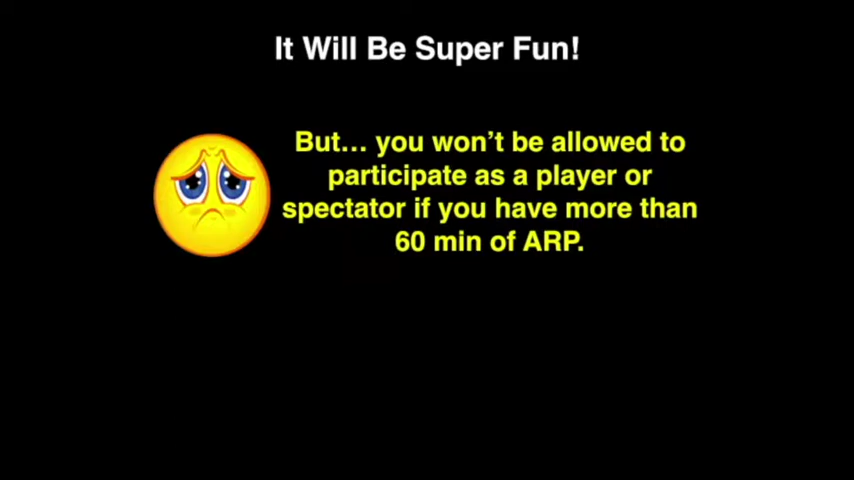 It Will Be Super Fun!
But... you won't be allowed to
participate as a player or
spectator if you have more than
60 min of ARP.